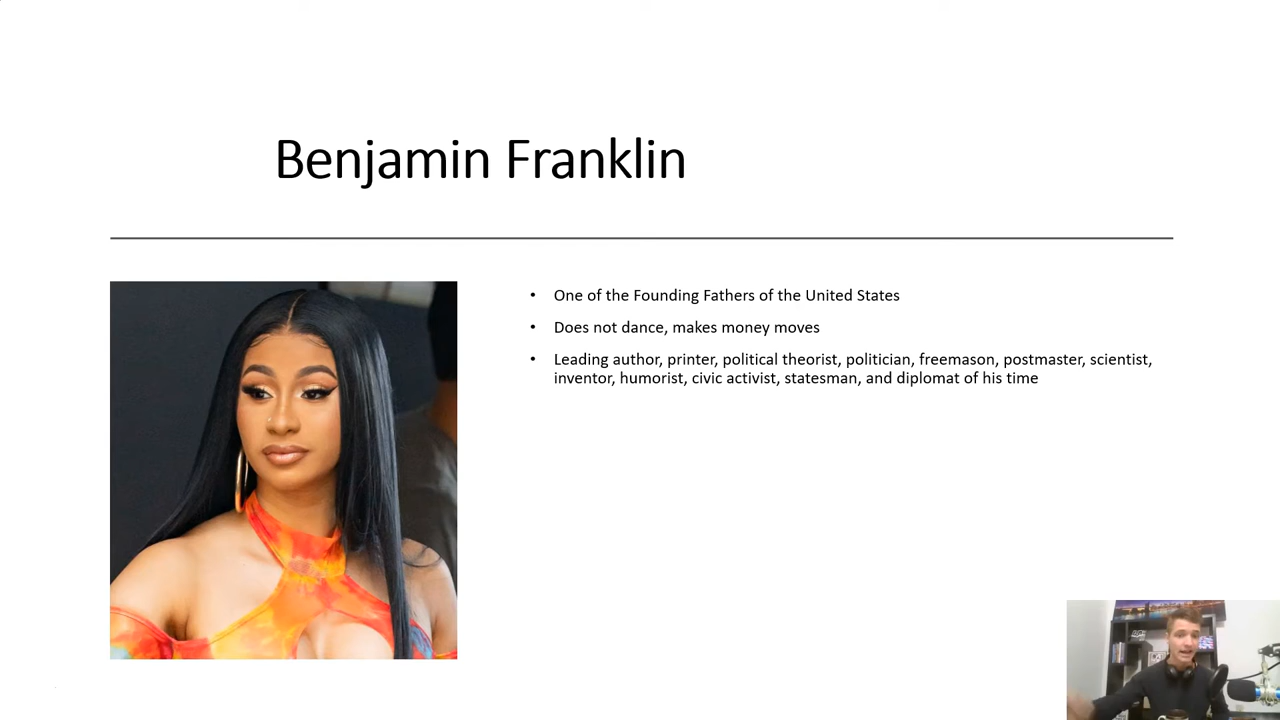 Benjamin Franklin
• One of the Founding Fathers of the United States
• Does not dance, makes money moves
• Leading author, printer, political theorist, politician, freemason, postmaster, scientist,
inventor, humorist, civic activist, statesman, and diplomat of his time